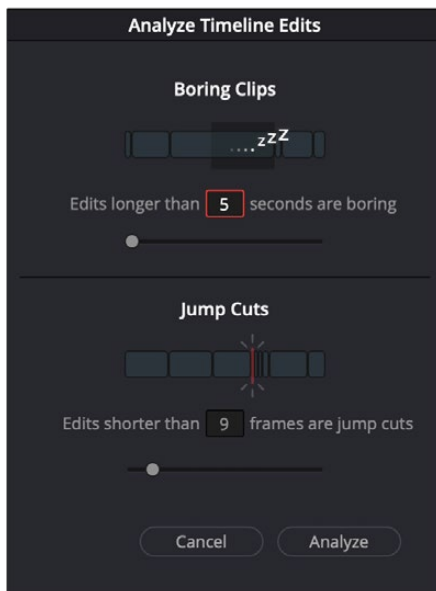 Analyze Timeline Edits
Boring Clips
zzZ
Edits longer than 5 seconds are boring
Jump Cuts
Edits shorter than 9 frames are jump cuts
Cancel Analyze